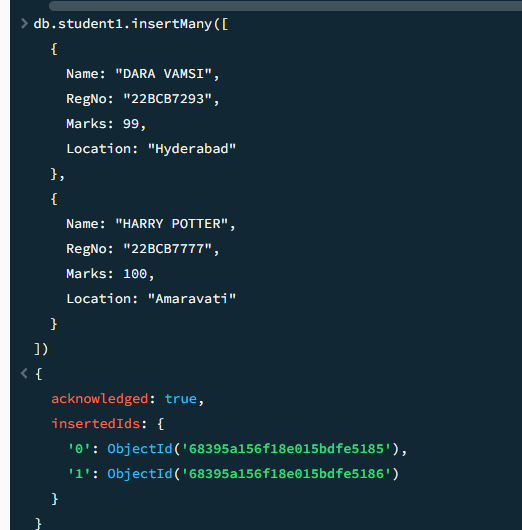 db.student1.insertMany([
{
Name: "DARA VAMSI",
RegNo: "22BCB7293",
Marks: 99,
Location: "Hyderabad"
},
{
Name: "HARRY POTTER",
RegNo: "22BCB7777",
Marks: 100,
Location: "Amaravati"
}
])
{
acknowledged: true,
insertedIds: {
'0': ObjectId('68395a156f18e015bdfe5185'),
'1': ObjectId('68395a156f18e015bdfe5186')
}
}